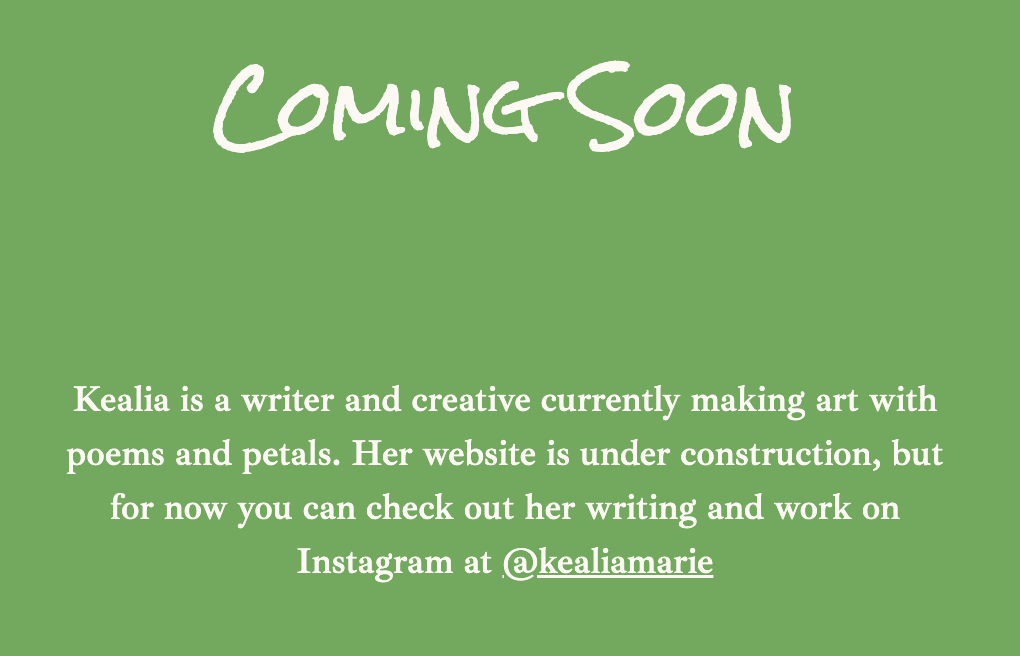 Coming Soon
Kealia is a writer and creative currently making art with
poems and petals. Her website is under construction, but
for now you can check out her writing and work on
Instagram at @kealiamarie